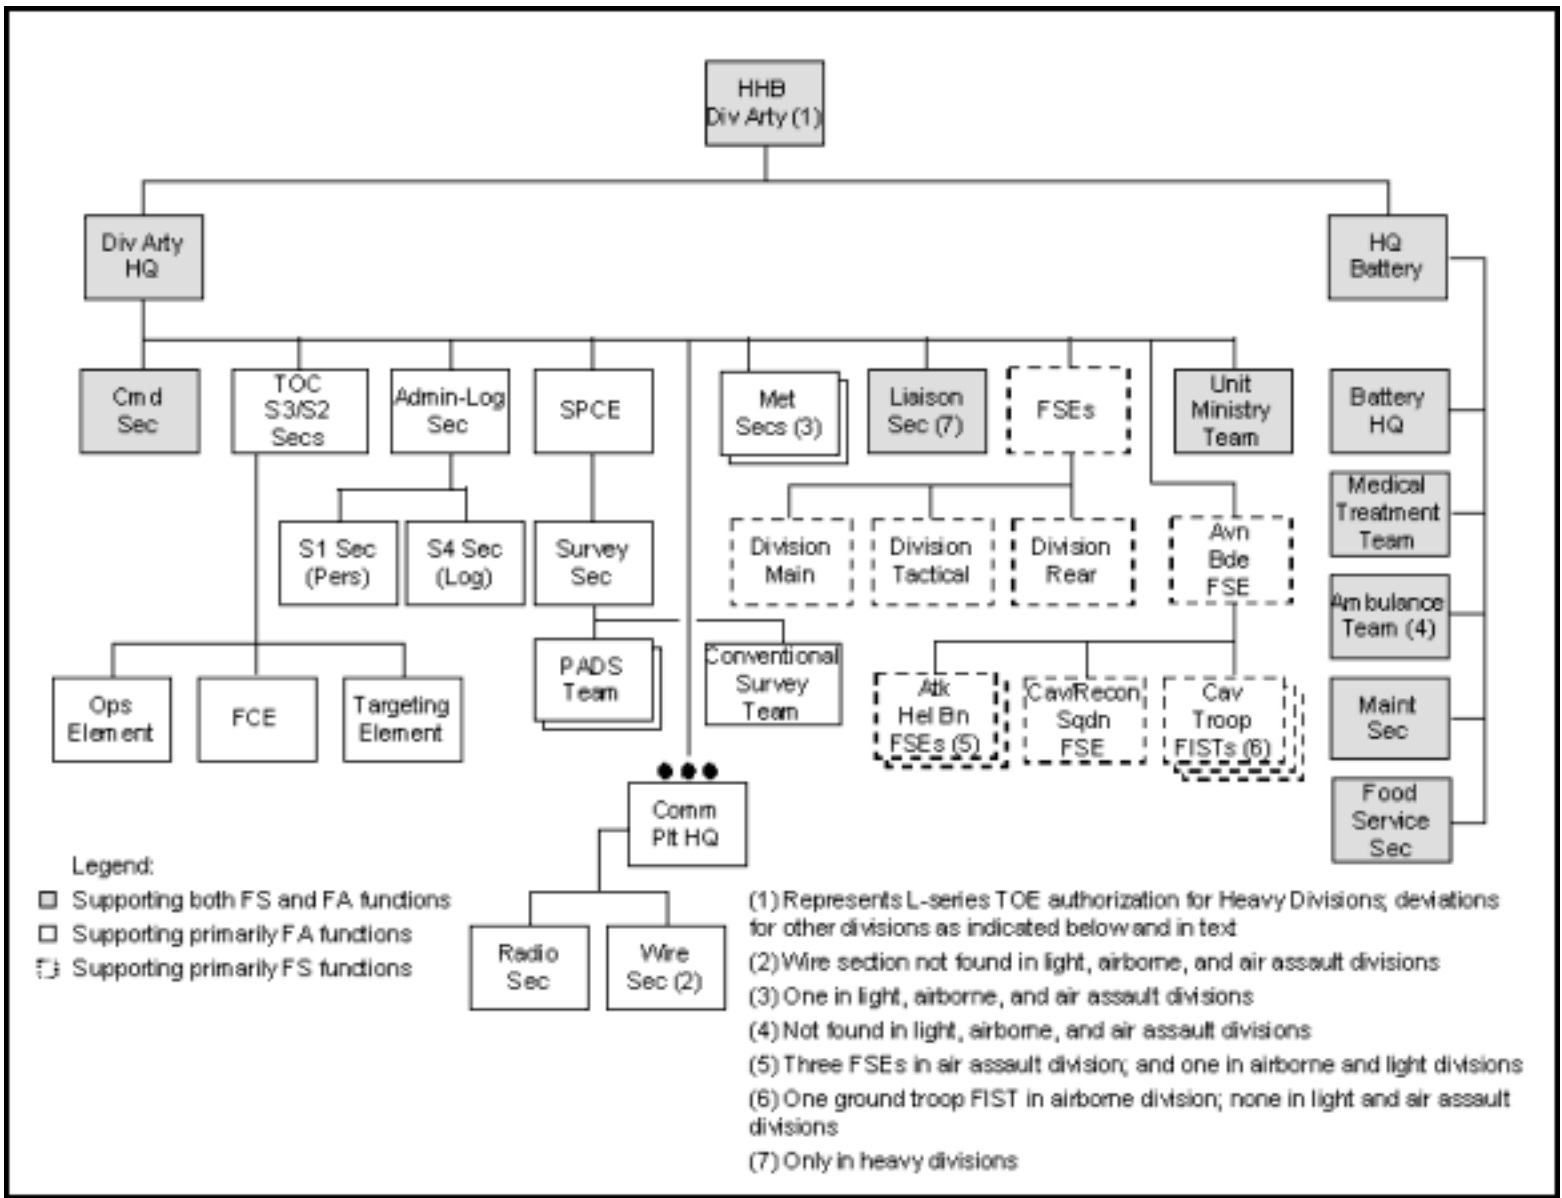 HHB
Div Arty (1)
Div Arty
HQ
HQ
Battery
Cmd
Sec
TOC
S3/S2
Secs
Admin-Log
Sec
SPCE
Met
Secs (3)
Liaison
Sec (7)
FSEs
Unit
Ministry
Team
Battery
HQ
S1 Sec
(Pers)
S4 Sec
(Log)
Survey
Sec
Division
Main
Division
Tactical
Division
Rear
Avn
Bde
FSE
Medical
Treatment
Team
Ambulance
Team (4)
Ops
Element
FCE
Targeting
Element
PADS
Team
Conventional
Survey
Team
Atk
Hel Bn
FSEs (5)
Cav/Recon
Sqdn
FSE
Cav
Troop
FISTs (6)
Maint
Sec
Comm
Plt HQ
Food
Service
Sec
Radio
Sec
Wire
Sec (2)
Legend:
Supporting both FS and FA functions
Supporting primarily FA functions
Supporting primarily FS functions
(1) Represents L-series TOE authorization for Heavy Divisions; deviations
for other divisions as indicated below and in text
(2) Wire section not found in light, airborne, and air assault divisions
(3) One in light, airborne, and air assault divisions
(4) Not found in light, airborne, and air assault divisions
(5) Three FSEs in air assault division; and one in airborne and light divisions
(6) One ground troop FIST in airborne division; none in light and air assault
divisions
(7) Only in heavy divisions